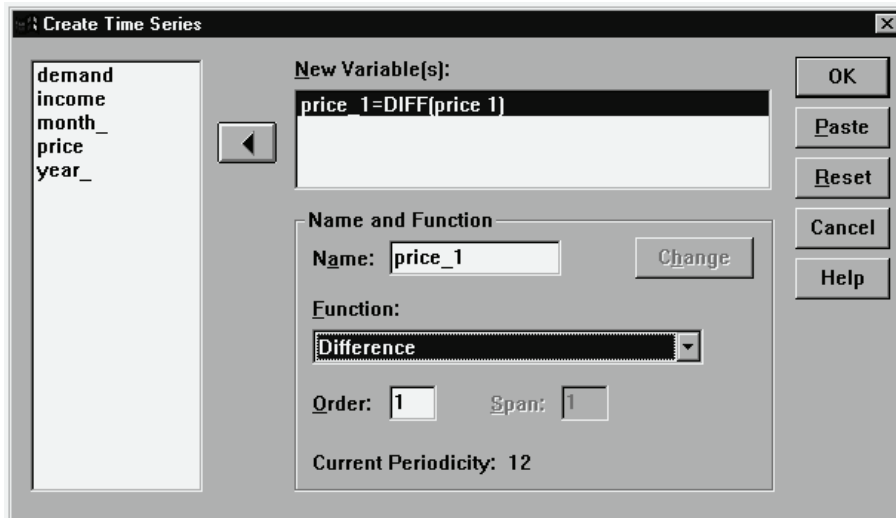 Create Time Series
demand
income
month_
price
year_
New Variable(s):
price_1=DIFF(price 1)
Name and Function
Name: price_1
Change
Function:
Difference
Order: 1
Span: 1
Current Periodicity: 12
OK
Paste
Reset
Cancel
Help